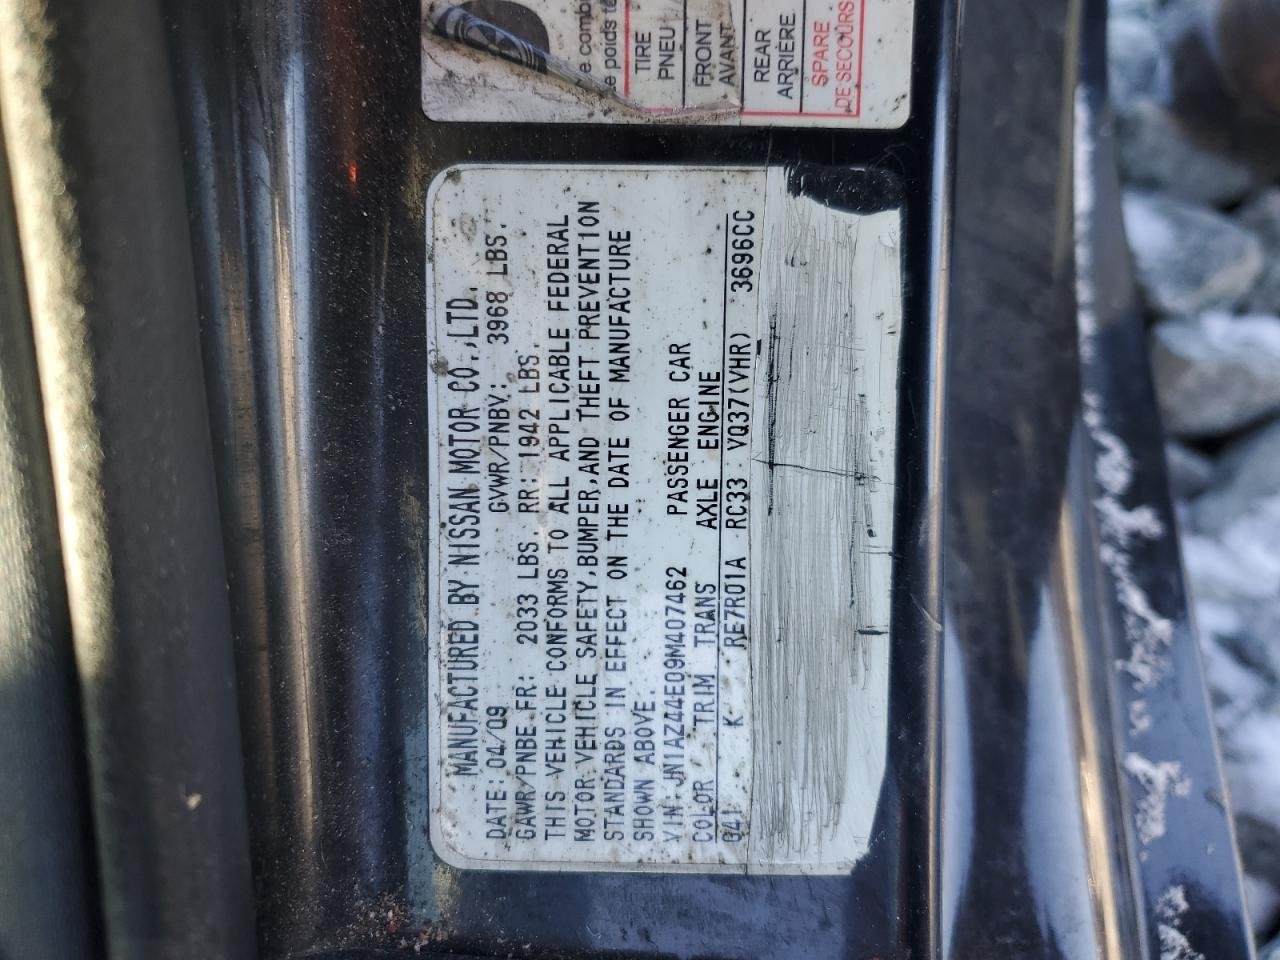 MANUFACTURED BY NISSAN MOTOR CO.,LTD.
DATE: 04/09 GVWR/PNBV: 3968 LBS.
GAWR/PNBE FR: 2033 LBS. RR: 1942 LBS.
THIS VEHICLE CONFORMS TO ALL APPLICABLE FEDERAL
MOTOR VEHICLE SAFETY,BUMPER,AND THEFT PREVENTION
STANDARDS IN EFFECT ON THE DATE OF MANUFACTURE
SHOWN ABOVE.
VIN JN1AZ44E09M407462 PASSENGER CAR
COLOR TRIM TRANS AXLE ENGINE
G41 K RE7R01A RC33 VQ37(VHR) 3696CC
TIRE
PNEU
FRONT
AVANT
REAR
ARRIÈRE
SPARE
DE SECOURS